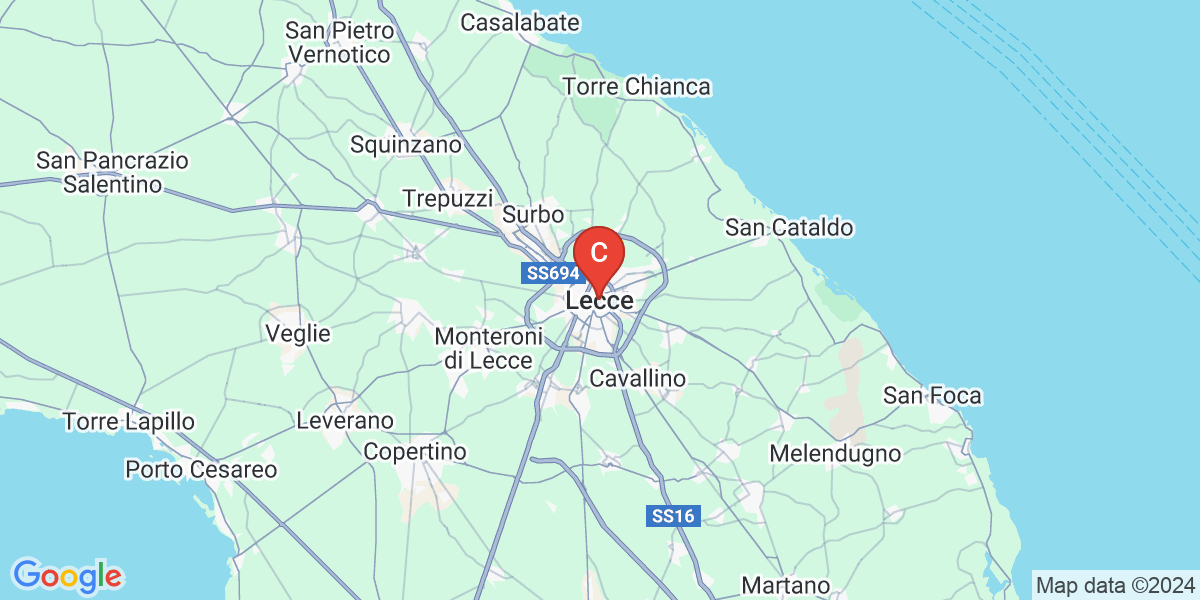 Casalabate
San Pietro
Vernotico
Torre Chianca
Squinzano
San Pancrazio
Salentino
Trepuzzi
Surbo
San Cataldo
C
SS694
Lecce
Veglie
Monteroni
di Lecce
Cavallino
San Foca
Torre Lapillo
Leverano
Copertino
Melendugno
Porto Cesareo
SS16
Google
Martano
Map data ©2024